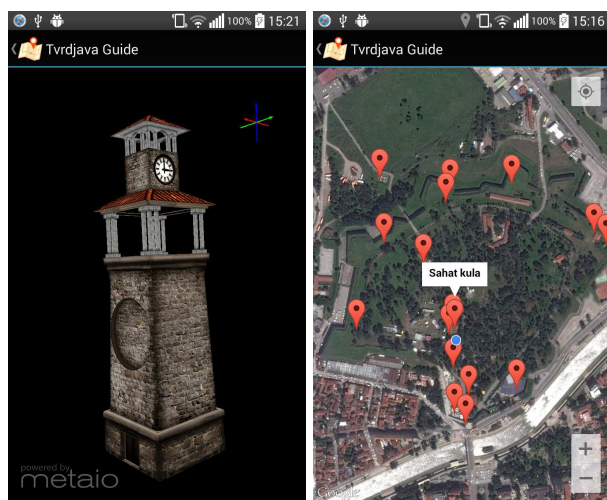 100% 15:21
Tvrdjava Guide
powered by
metaio
100% 15:16
Tvrdjava Guide
Sahat kula
Google